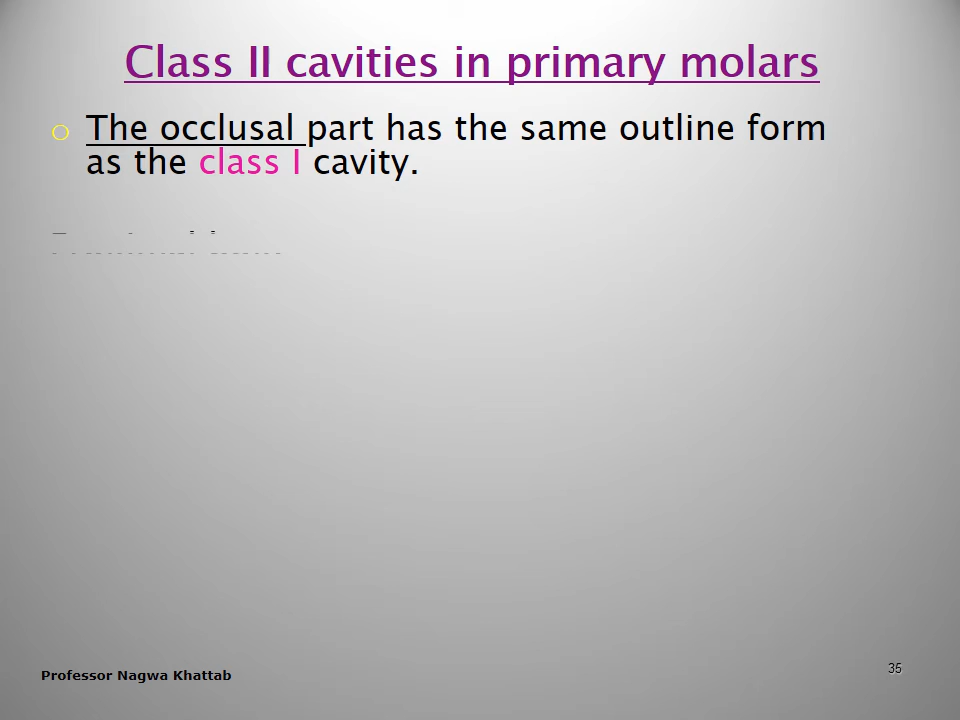 Class II cavities in primary molars
The occlusal part has the same outline form
as the class I cavity.
Professor Nagwa Khattab
35